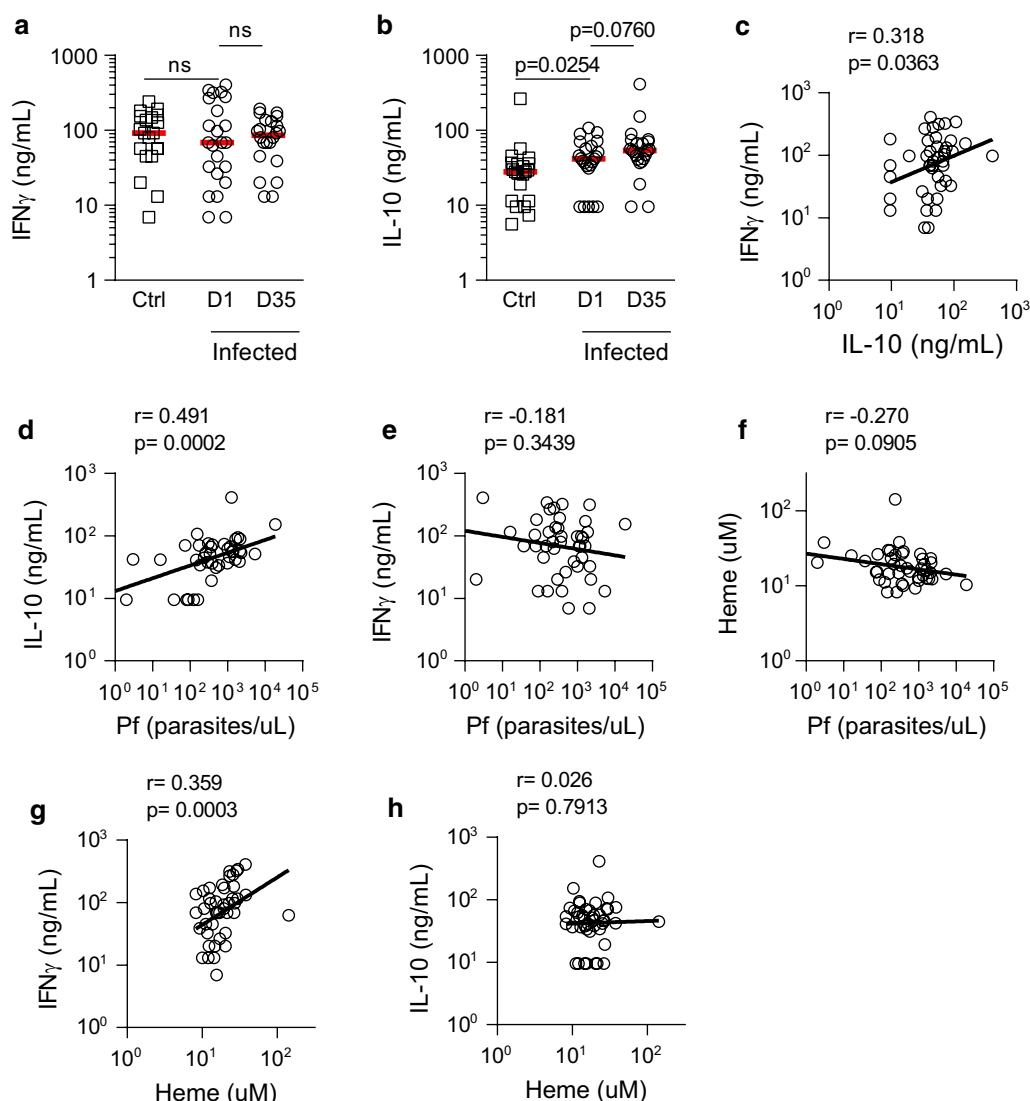 a
ns
ns
IFNγ (ng/mL)
1000
100
10
1
Ctrl
D1
D35
Infected
b
p=0.0760
p=0.0254
IL-10 (ng/mL)
1000
100
10
1
Ctrl
D1
D35
Infected
c
r= 0.318
p= 0.0363
IFNγ (ng/mL)
10³
10²
10¹
10⁰
10⁰ 10¹ 10² 10³
IL-10 (ng/mL)
d
r= 0.491
p= 0.0002
IL-10 (ng/mL)
10³
10²
10¹
10⁰
10⁰ 10¹ 10² 10³ 10⁴ 10⁵
Pf (parasites/uL)
e
r= -0.181
p= 0.3439
IFNγ (ng/mL)
10³
10²
10¹
10⁰
10⁰ 10¹ 10² 10³ 10⁴ 10⁵
Pf (parasites/uL)
f
r= -0.270
p= 0.0905
Heme (uM)
10³
10²
10¹
10⁰
10⁰ 10¹ 10² 10³ 10⁴ 10⁵
Pf (parasites/uL)
g
r= 0.359
p= 0.0003
IFNγ (ng/mL)
10³
10²
10¹
10⁰
10⁰ 10¹ 10²
Heme (uM)
h
r= 0.026
p= 0.7913
IL-10 (ng/mL)
10³
10²
10¹
10⁰
10⁰ 10¹ 10²
Heme (uM)